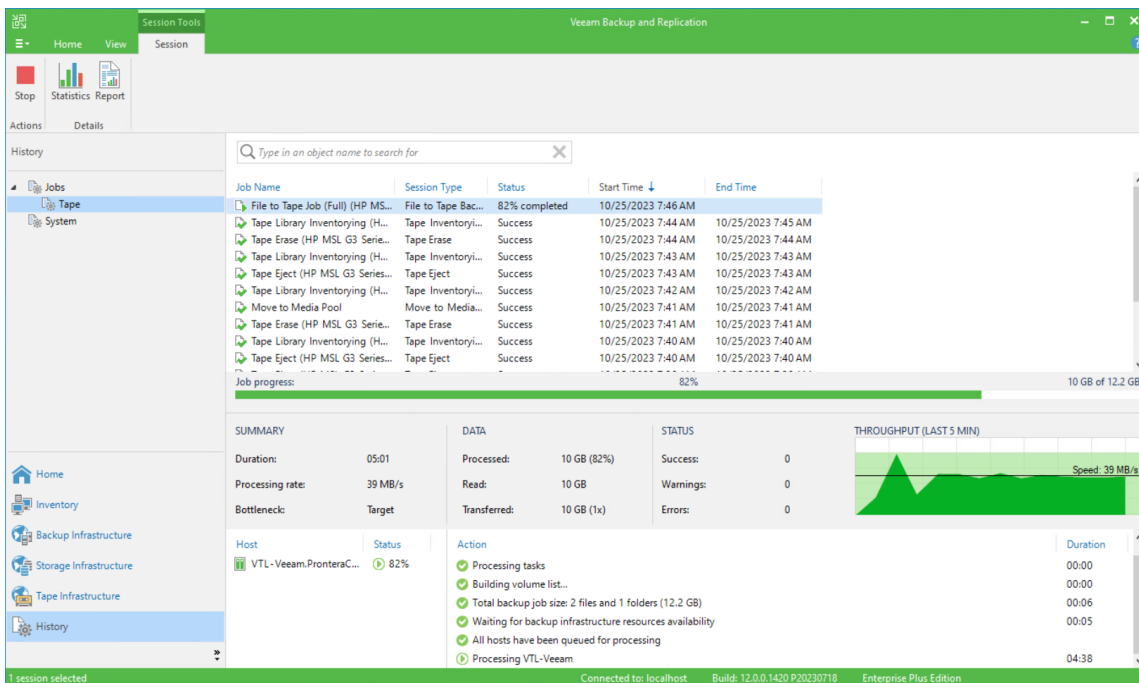 Session Tools
Veeam Backup and Replication
Home View Session
Stop Statistics Report
Actions Details
History
Type in an object name to search for
Jobs
Tape
System
Job Name Session Type Status Start Time End Time
File to Tape Job (Full) (HP MS... File to Tape Bac... 82% completed 10/25/2023 7:46 AM
Tape Library Inventorying (H... Tape Inventoryi... Success 10/25/2023 7:44 AM 10/25/2023 7:45 AM
Tape Erase (HP MSL G3 Serie... Tape Erase Success 10/25/2023 7:44 AM 10/25/2023 7:44 AM
Tape Library Inventorying (H... Tape Inventoryi... Success 10/25/2023 7:43 AM 10/25/2023 7:43 AM
Tape Eject (HP MSL G3 Series... Tape Eject Success 10/25/2023 7:43 AM 10/25/2023 7:43 AM
Tape Library Inventorying (H... Tape Inventoryi... Success 10/25/2023 7:42 AM 10/25/2023 7:42 AM
Move to Media Pool Move to Media... Success 10/25/2023 7:41 AM 10/25/2023 7:41 AM
Tape Erase (HP MSL G3 Serie... Tape Erase Success 10/25/2023 7:41 AM 10/25/2023 7:41 AM
Tape Library Inventorying (H... Tape Inventoryi... Success 10/25/2023 7:40 AM 10/25/2023 7:40 AM
Tape Eject (HP MSL G3 Series... Tape Eject Success 10/25/2023 7:40 AM 10/25/2023 7:40 AM
Job progress: 82% 10 GB of 12.2 GB
SUMMARY DATA STATUS THROUGHPUT (LAST 5 MIN)
Duration: 05:01 Processed: 10 GB (82%) Success: 0
Speed: 39 MB/s
Processing rate: 39 MB/s Read: 10 GB Warnings: 0
Bottleneck: Target Transferred: 10 GB (1x) Errors: 0
Host Status Action Duration
VTL-Veeam.ProнteraC... 82% Processing tasks 00:00
Building volume list... 00:00
Total backup job size: 2 files and 1 folders (12.2 GB) 00:06
Waiting for backup infrastructure resources availability 00:05
All hosts have been queued for processing
Processing VTL-Veeam 04:38
Home
Inventory
Backup Infrastructure
Storage Infrastructure
Tape Infrastructure
History
1 session selected Connected to: localhost Build: 12.0.0.1420 P20230718 Enterprise Plus Edition